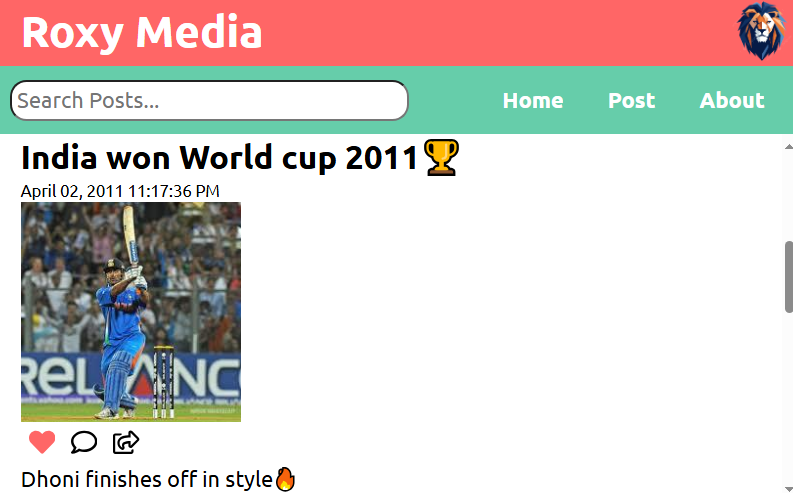 Roxy Media
Search Posts...
Home Post About
India won World cup 2011🏆
April 02, 2011 11:17:36 PM
RELIANC
Dhoni finishes off in style🔥